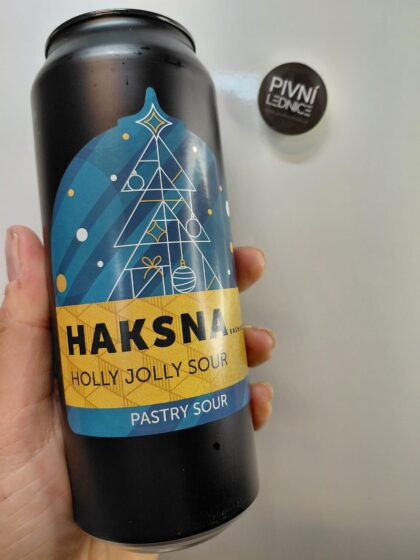 PIVNÍ
LEDNICE
HAKSNA
HOLLY JOLLY SOUR
PASTRY SOUR